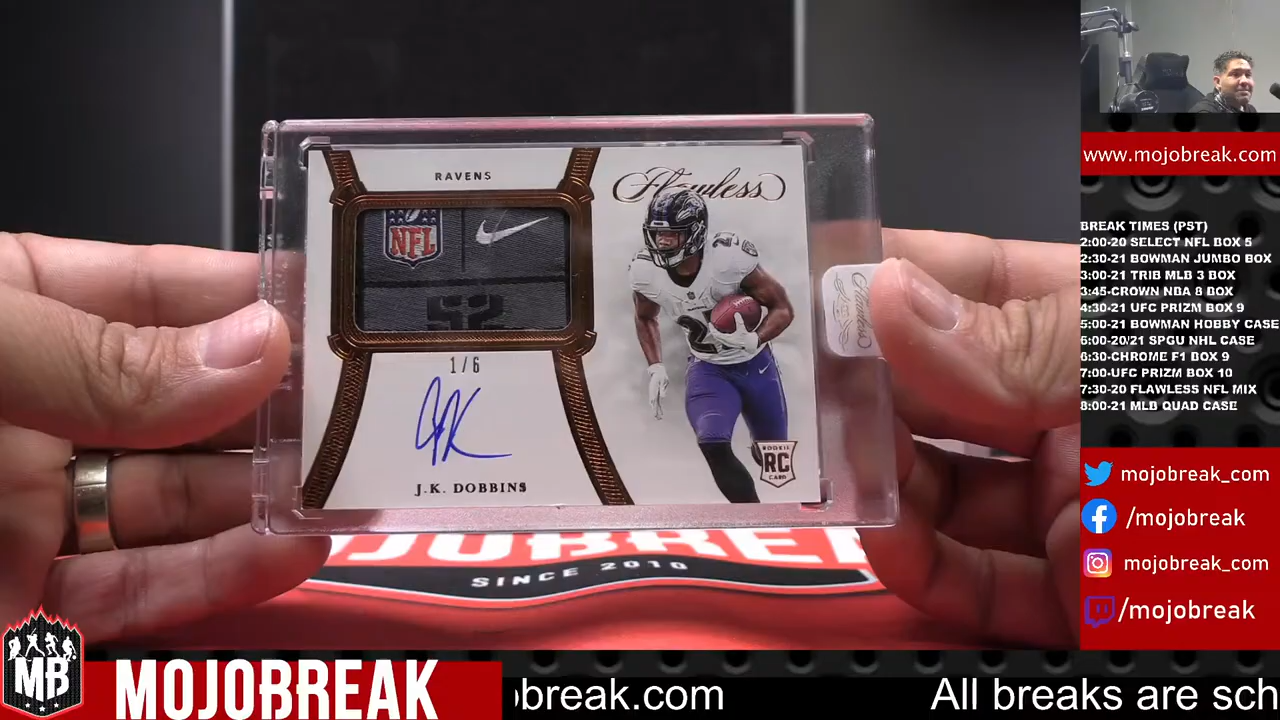 RAVENS
Flawless
NFL
1/6
JK
J.K. DOBBINS
ROOKIE
RC
CARD
Flawless
MOJOBREAK
SINCE 2010
www.mojobreak.com
BREAK TIMES (PST)
2:00-20 SELECT NFL BOX 5
2:30-21 BOWMAN JUMBO BOX
3:00-21 TRIB MLB 3 BOX
3:45-CROWN NBA 8 BOX
4:30-21 UFC PRIZM BOX 9
5:00-21 BOWMAN HOBBY CASE
6:00-20/21 SPGU NHL CASE
6:30-CHROME F1 BOX 9
7:00-UFC PRIZM BOX 10
7:30-20 FLAWLESS NFL MIX
8:00-21 MLB QUAD CASE
mojobreak_com
/mojobreak
mojobreak_com
/mojobreak
MB
MOJOBREAK
obreak.com
All breaks are sch